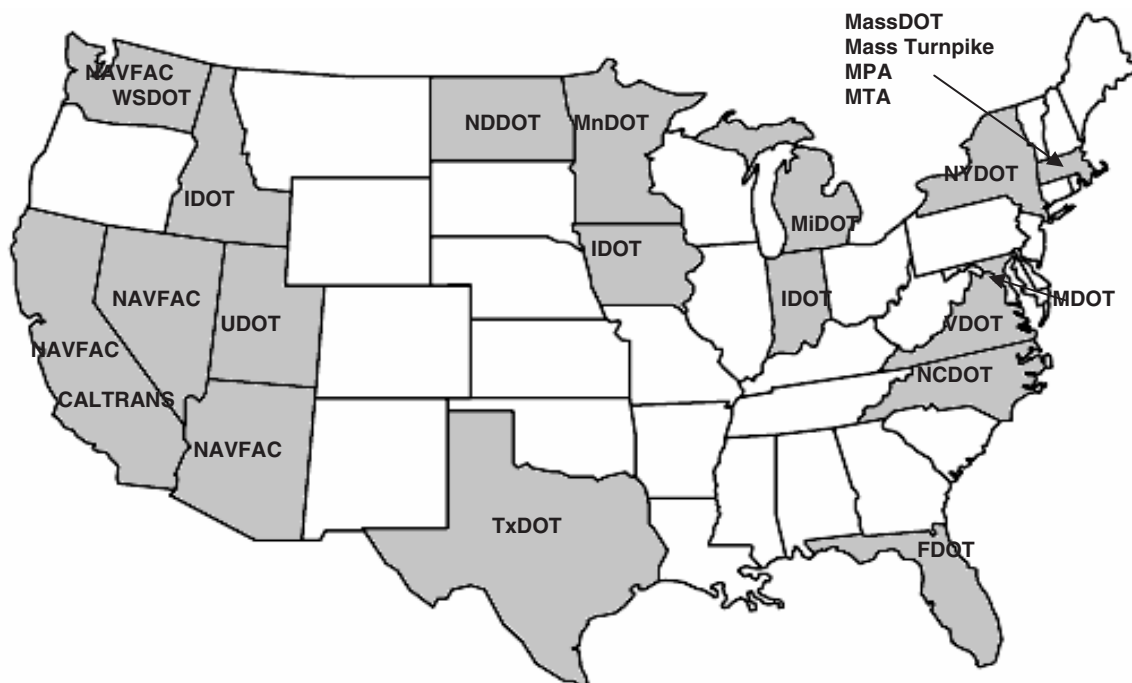 MassDOT
Mass Turnpike
MPA
MTA
NAVFAC
WSDOT
NDDOT
MnDOT
NYDOT
IDOT
MiDOT
IDOT
NAVFAC
IDOT
MDOT
UDOT
VDOT
NAVFAC
NCDOT
CALTRANS
NAVFAC
TxDOT
FDOT